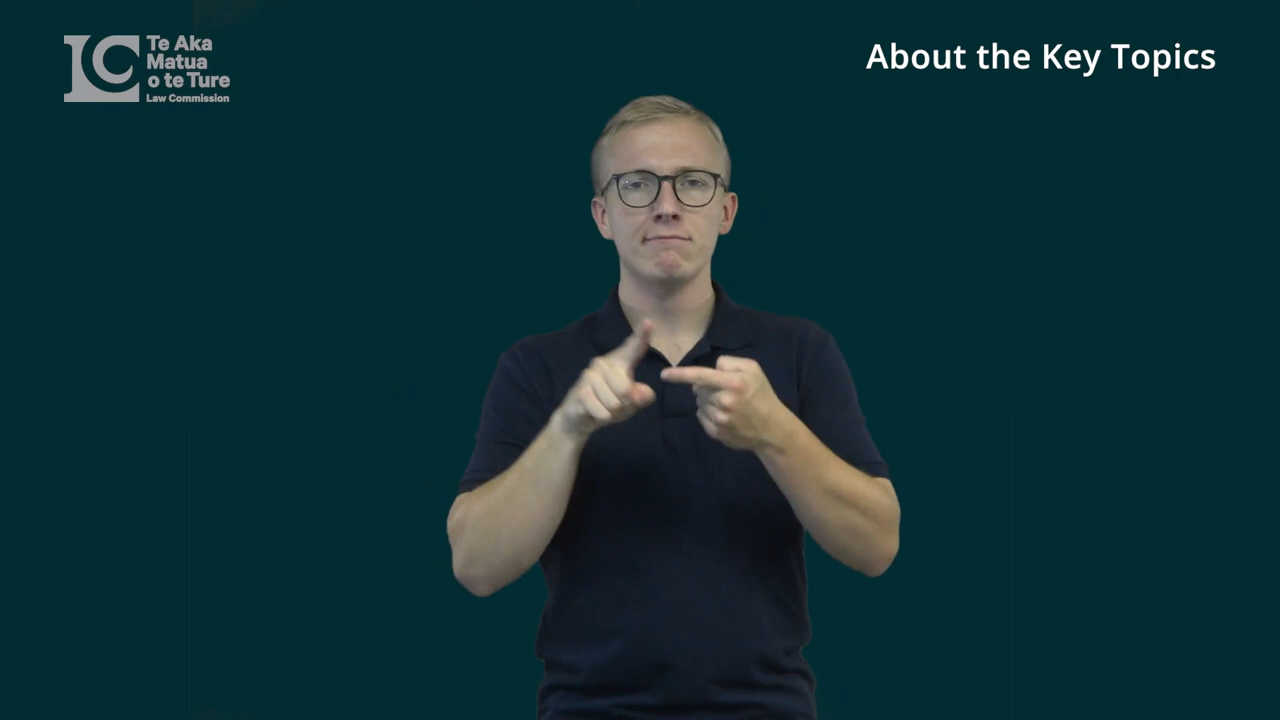 Te Aka
Matua
o te Ture
Law Commission
About the Key Topics